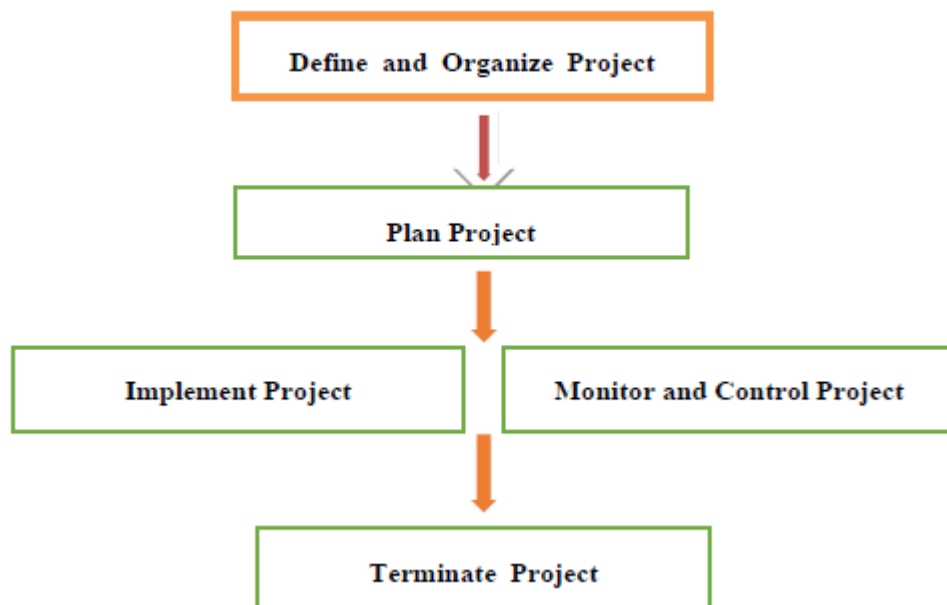 Define and Organize Project
Plan Project
Implement Project
Monitor and Control Project
Terminate Project